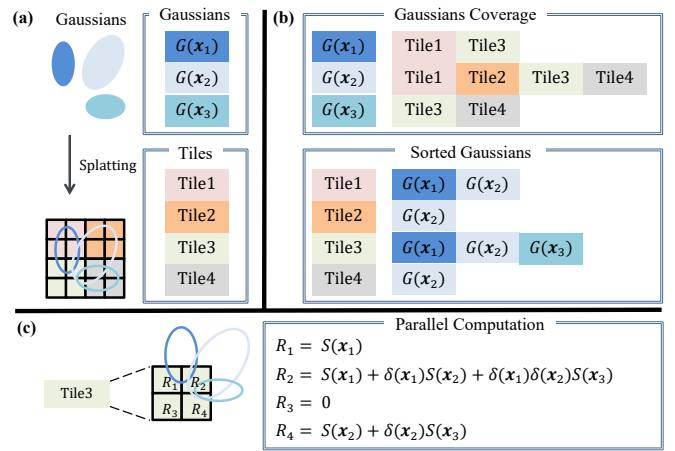 (a) Gaussians
Gaussians
G(x₁)
G(x₂)
G(x₃)
Splatting
Tiles
Tile1
Tile2
Tile3
Tile4
(b)
Gaussians Coverage
G(x₁) Tile1 Tile3
G(x₂) Tile1 Tile2 Tile3 Tile4
G(x₃) Tile3 Tile4
Sorted Gaussians
Tile1 G(x₁) G(x₂)
Tile2 G(x₂)
Tile3 G(x₁) G(x₂) G(x₃)
Tile4 G(x₂)
(c)
Tile3
R₁ R₂
R₃ R₄
Parallel Computation
R₁ = S(x₁)
R₂ = S(x₁) + δ(x₁)S(x₂) + δ(x₁)δ(x₂)S(x₃)
R₃ = 0
R₄ = S(x₂) + δ(x₂)S(x₃)